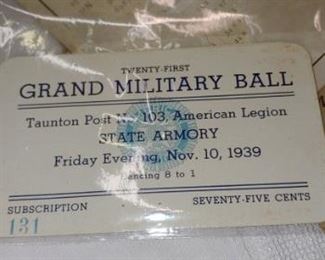 TWENTY-FIRST
GRAND MILITARY BALL
Taunton Post No. 103, American Legion
STATE ARMORY
Friday Evening, Nov. 10, 1939
Dancing 8 to 1
SUBSCRIPTION - - SEVENTY-FIVE CENTS
131